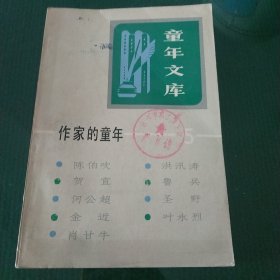 童年文库
作家的童年
陈伯吹 洪汛涛
贺宜 鲁兵
何公超 圣野
金近 叶永烈
肖甘牛